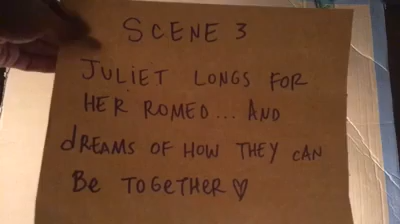 SCENE 3
JULIET LONGS FOR
HER ROMEO... AND
dREAMS OF HOW THEY CAN
Be TOGeTHeR ♡